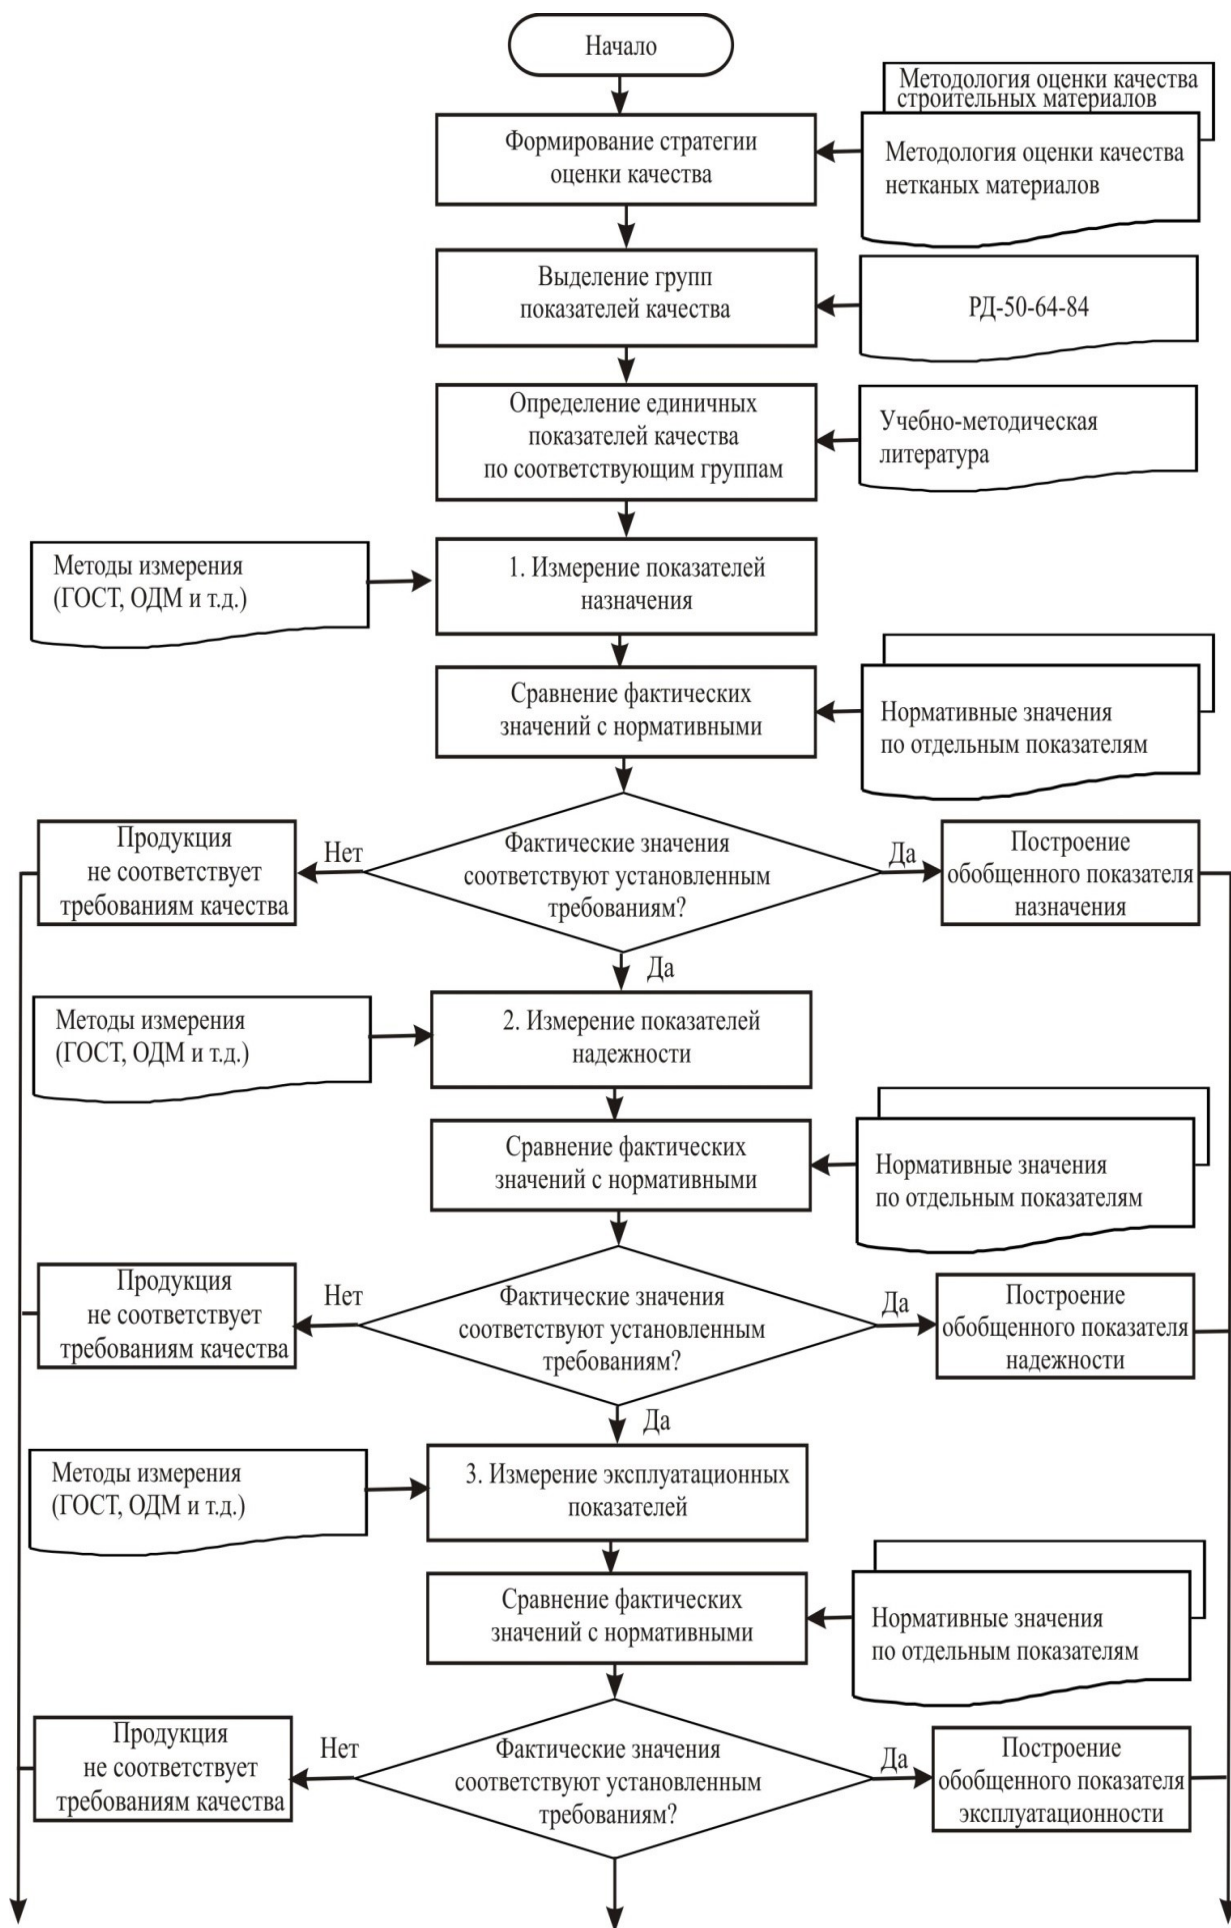 Начало
Методология оценки качества
строительных материалов
Формирование стратегии
оценки качества
Методология оценки качества
нетканых материалов
Выделение групп
показателей качества
РД-50-64-84
Определение единичных
показателей качества
по соответствующим группам
Учебно-методическая
литература
Методы измерения
(ГОСТ, ОДМ и т.д.)
1. Измерение показателей
назначения
Сравнение фактических
значений с нормативными
Нормативные значения
по отдельным показателям
Продукция
не соответствует
требованиям качества
Нет
Фактические значения
соответствуют установленным
требованиям?
Да
Построение
обобщенного показателя
назначения
Да
Методы измерения
(ГОСТ, ОДМ и т.д.)
2. Измерение показателей
надежности
Сравнение фактических
значений с нормативными
Нормативные значения
по отдельным показателям
Продукция
не соответствует
требованиям качества
Нет
Фактические значения
соответствуют установленным
требованиям?
Да
Построение
обобщенного показателя
надежности
Да
Методы измерения
(ГОСТ, ОДМ и т.д.)
3. Измерение эксплуатационных
показателей
Сравнение фактических
значений с нормативными
Нормативные значения
по отдельным показателям
Продукция
не соответствует
требованиям качества
Нет
Фактические значения
соответствуют установленным
требованиям?
Да
Построение
обобщенного показателя
эксплуатационности